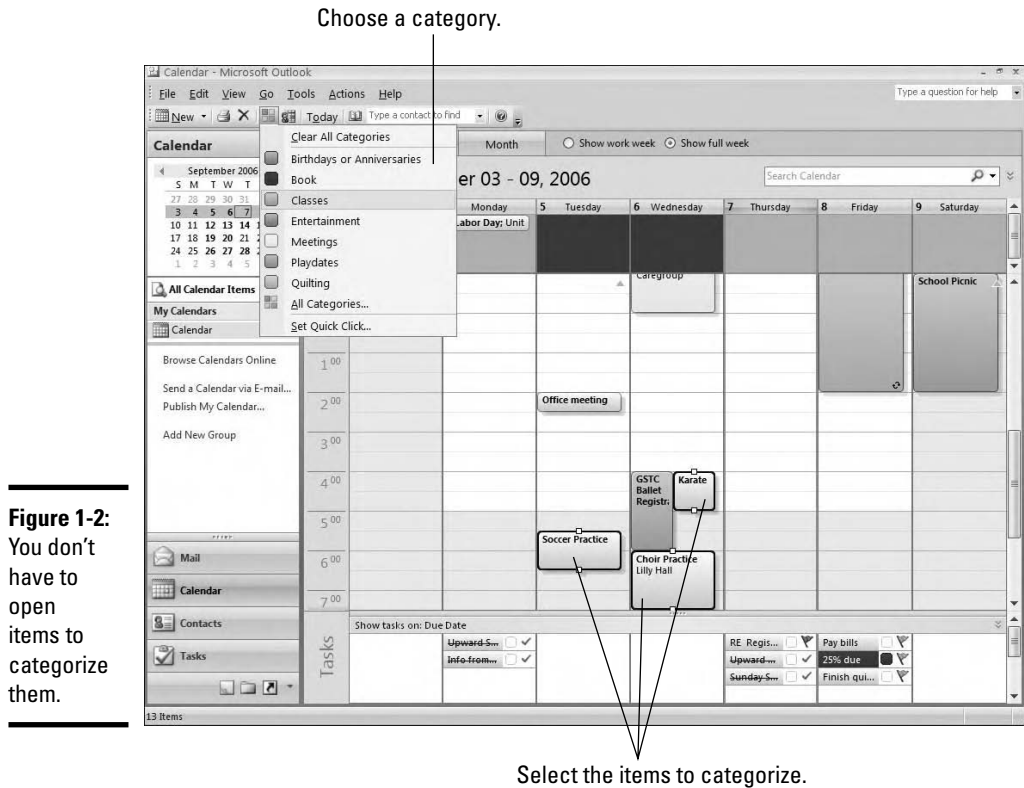 Choose a category.
Calendar - Microsoft Outlook
File Edit View Go Tools Actions Help
Type a question for help
New Today Type a contact to find
Calendar
Month Show work week Show full week
Clear All Categories
Birthdays or Anniversaries
Book
Classes
Entertainment
Meetings
Playdates
Quilting
All Categories...
Set Quick Click...
September 2006
S M T W T
27 28 29 30 31
3 4 5 6 7
10 11 12 13 14
17 18 19 20 21
24 25 26 27 28
1 2 3 4 5
er 03 - 09, 2006
Search Calendar
Monday 5 Tuesday 6 Wednesday 7 Thursday 8 Friday 9 Saturday
Labor Day; Unit
All Calendar Items
My Calendars
Calendar
Browse Calendars Online
Send a Calendar via E-mail...
Publish My Calendar...
Add New Group
Caregroup
School Picnic
1 00
2 00
3 00
4 00
5 00
6 00
7 00
Office meeting
GSTC
Ballet
Registra
Karate
Soccer Practice
Choir Practice
Lilly Hall
Mail
Calendar
Contacts
Tasks
Show tasks on: Due Date
Tasks
Upward S...
Info from...
RE Regis...
Upward ...
Sunday S...
Pay bills
25% due
Finish qui...
13 Items
Figure 1-2:
You don't
have to
open
items to
categorize
them.
Select the items to categorize.